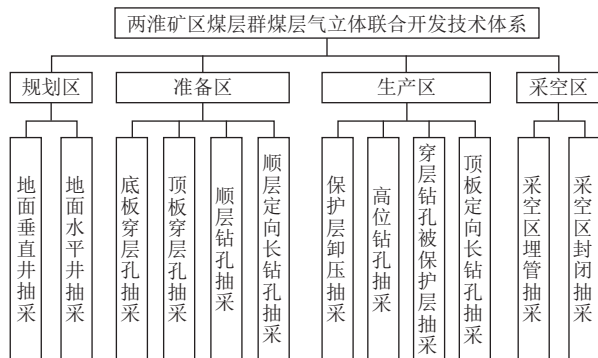 两淮矿区煤层群煤层气立体联合开发技术体系
规划区
准备区
生产区
采空区
地面垂直井抽采
地面水平井抽采
底板穿层孔抽采
顶板穿层孔抽采
顺层钻孔抽采
顺层定向长钻孔抽采
保护层卸压抽采
高位钻孔抽采
穿层钻孔被保护层抽采
顶板定向长钻孔抽采
采空区埋管抽采
采空区封闭抽采